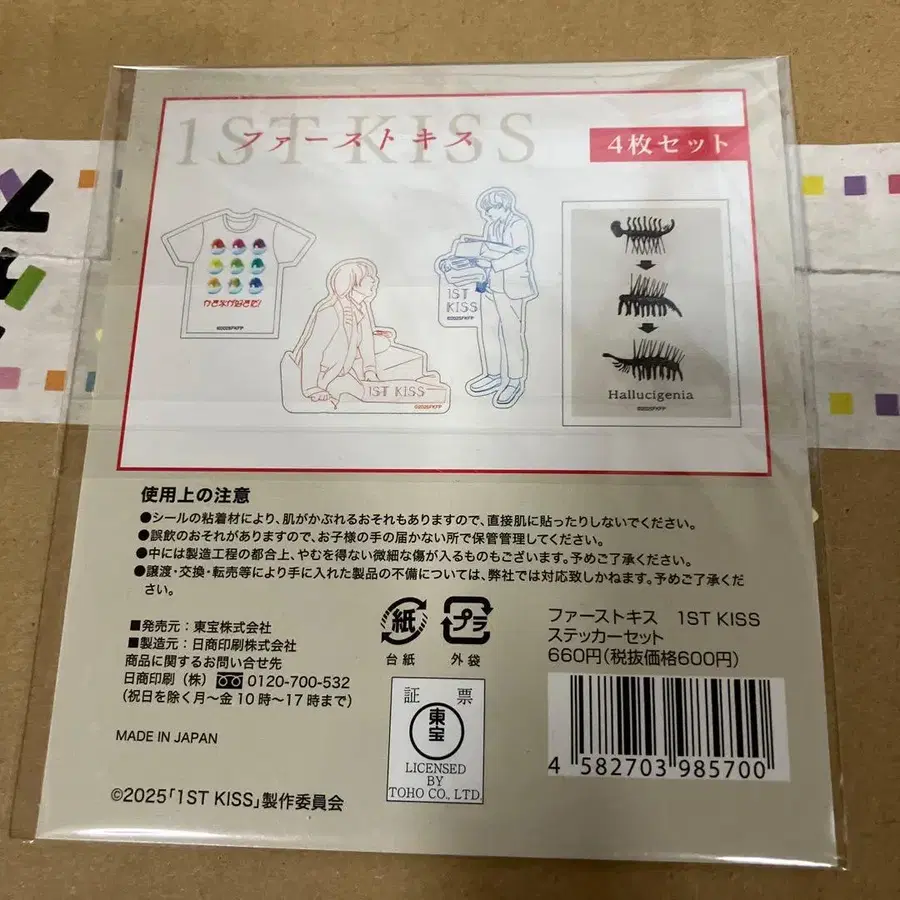 1ST KISS
ファーストキス
4枚セット
かき氷が好きだ!
©2025FKFP
1ST KISS
©2025FKFP
1ST
KISS
©2025FKFP
Hallucigenia
©2025FKFP
使用上の注意
●シールの粘着材により、肌がかぶれるおそれもありますので、直接肌に貼ったりしないでください。
●誤飲のおそれがありますので、お子様の手の届かない所で保管管理してください。
●中には製造工程の都合上、やむを得ない微細な傷が入るものもございます。予めご了承ください。
●譲渡・交換・転売等により手に入れた製品の不備については、弊社では対応致しかねます。予めご了承くだ
さい。
■発売元：東宝株式会社
■製造元：日商印刷株式会社
商品に関するお問い合せ先
日商印刷（株） 0120-700-532
(祝日を除く月～金10時～17時まで)
MADE IN JAPAN
©2025「1ST KISS」製作委員会
紙
台紙
プラ
外袋
証票
東宝
LICENSED
BY
TOHO CO., LTD.
ファーストキス 1ST KISS
ステッカーセット
660円(税抜価格600円)
4 582703 985700